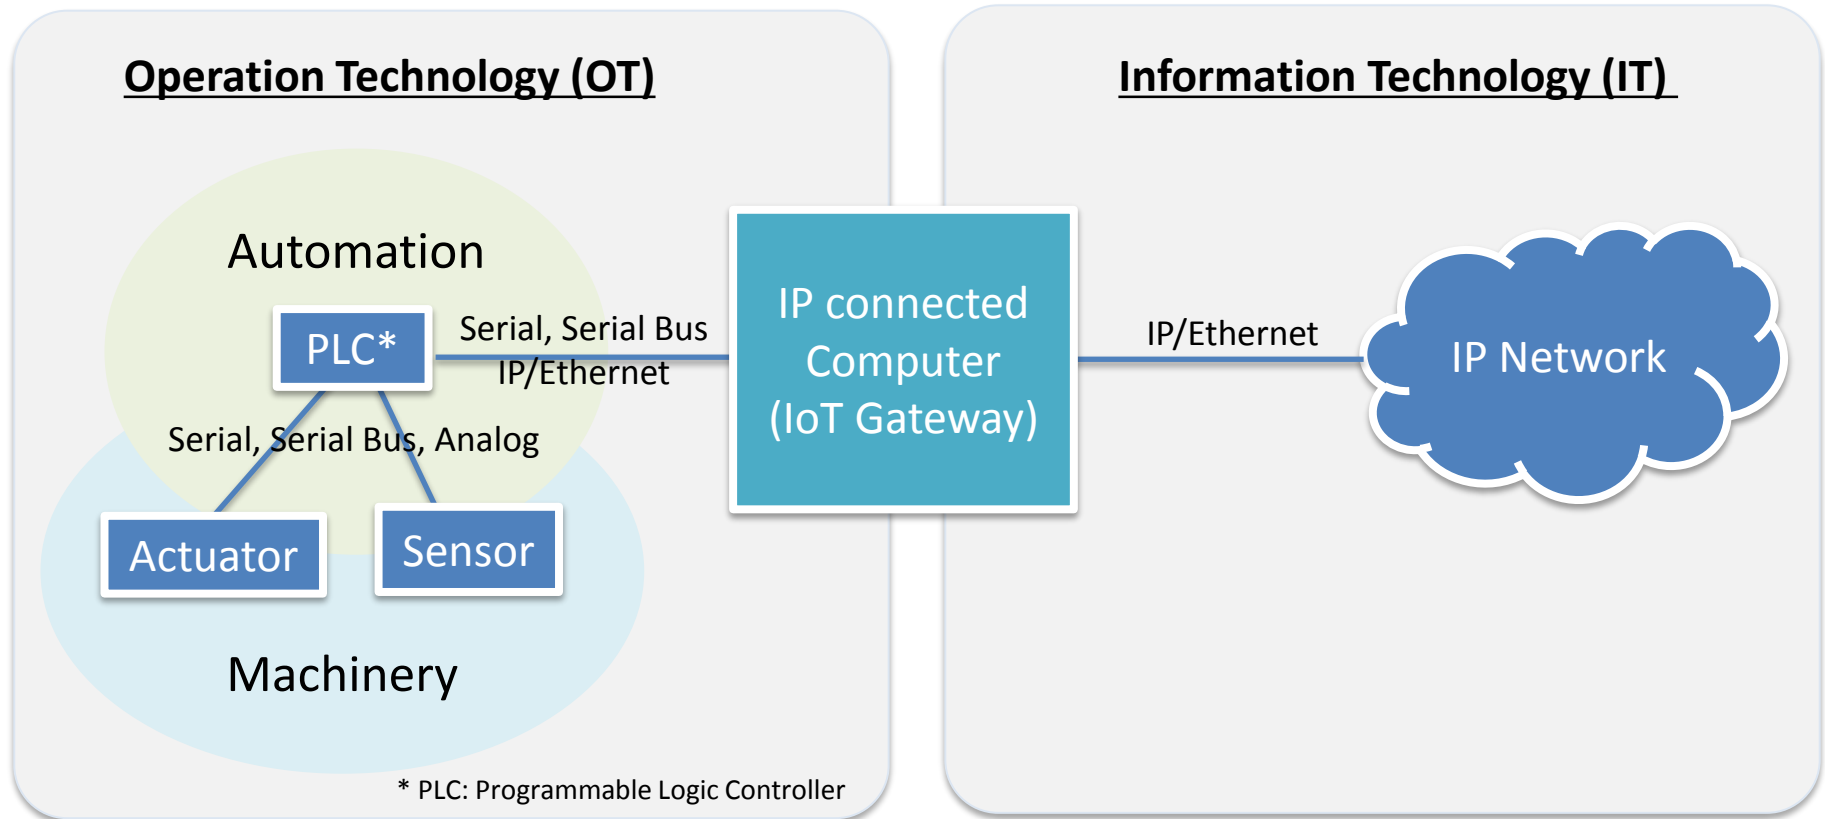 Operation Technology (OT)
Information Technology (IT)
Automation
PLC*
Serial, Serial Bus
IP/Ethernet
Serial, Serial Bus, Analog
Actuator
Sensor
Machinery
* PLC: Programmable Logic Controller
IP connected
Computer
(IoT Gateway)
IP/Ethernet
IP Network